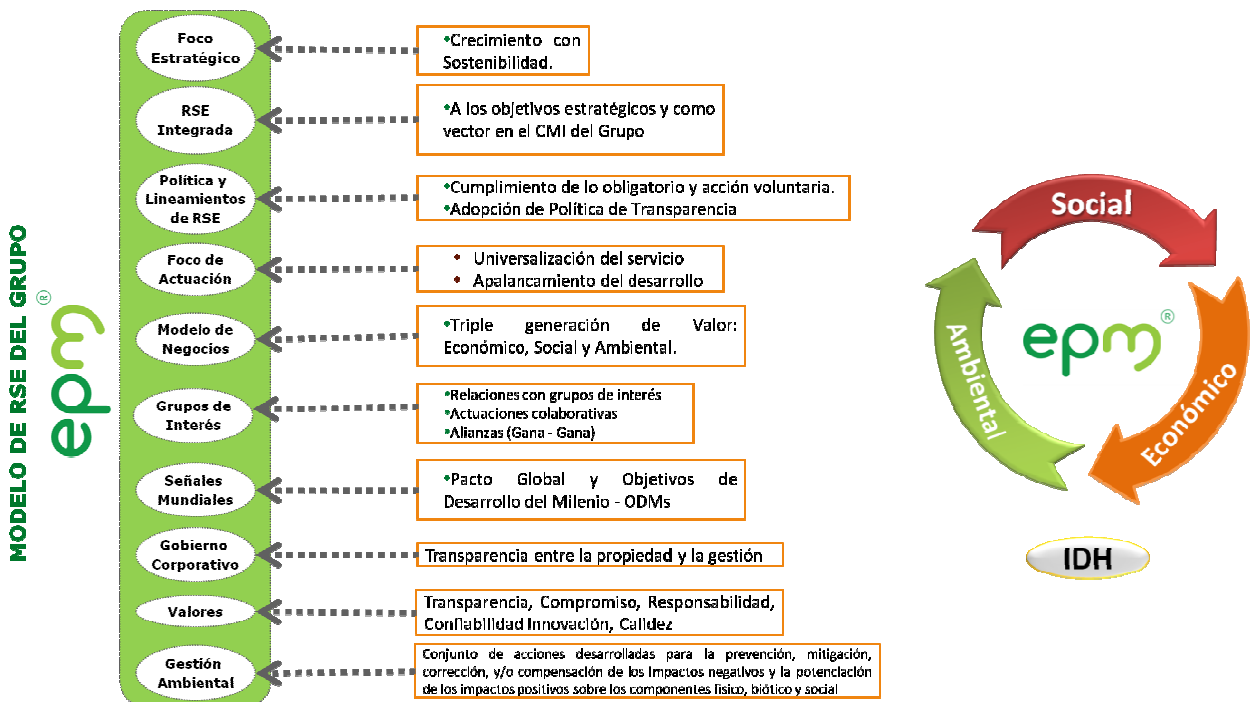 MODELO DE RSE DEL GRUPO
epm®
Foco
Estratégico
•Crecimiento con
Sostenibilidad.
RSE
Integrada
•A los objetivos estratégicos y como
vector en el CMI del Grupo
Política y
Lineamientos
de RSE
•Cumplimiento de lo obligatorio y acción voluntaria.
•Adopción de Política de Transparencia
Foco de
Actuación
• Universalización del servicio
• Apalancamiento del desarrollo
Modelo de
Negocios
•Triple generación de Valor:
Económico, Social y Ambiental.
Grupos de
Interés
•Relaciones con grupos de interés
•Actuaciones colaborativas
•Alianzas (Gana - Gana)
Señales
Mundiales
•Pacto Global y Objetivos de
Desarrollo del Milenio - ODMs
Gobierno
Corporativo
Transparencia entre la propiedad y la gestión
Valores
Transparencia, Compromiso, Responsabilidad,
Confiabilidad Innovación, Calidez
Gestión
Ambiental
Conjunto de acciones desarrolladas para la prevención, mitigación,
corrección, y/o compensación de los impactos negativos y la potenciación
de los impactos positivos sobre los componentes físico, biótico y social
Social
Ambiental
epm®
Económico
IDH